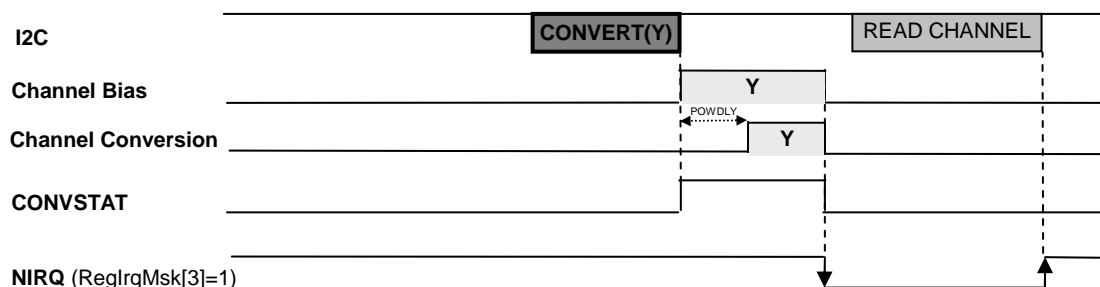 I2C CONVERT(Y) READ CHANNEL
Channel Bias Y
POWDLY
Channel Conversion Y
CONVSTAT
NIRQ (RegIrqMsk[3]=1)